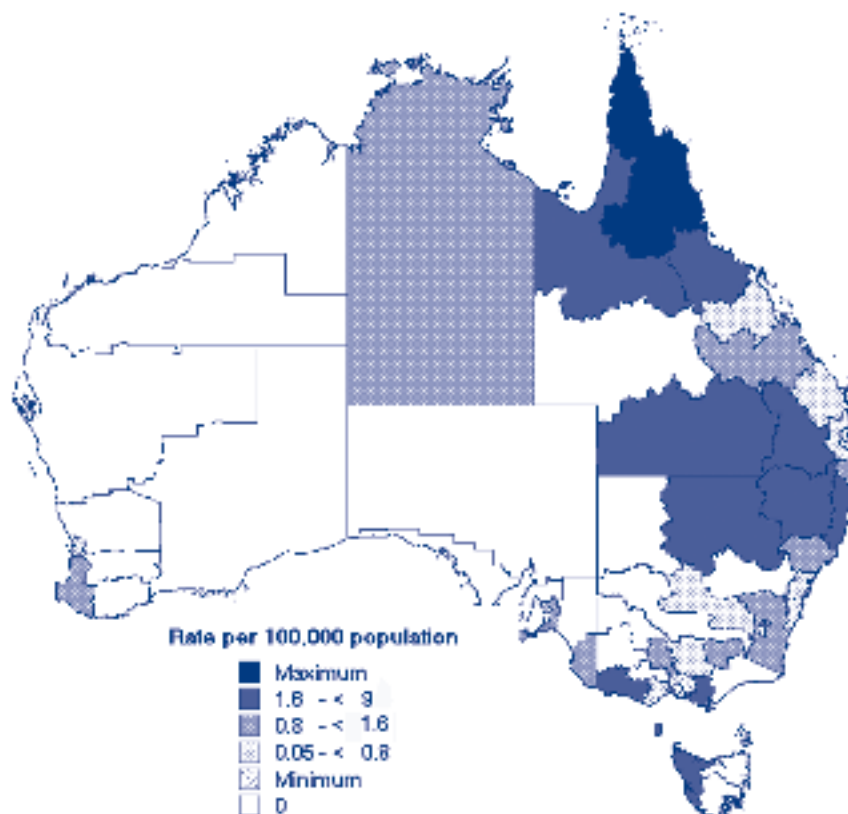 Rate per 100,000 population
Maximum
1.6 - < 9
0.8 - < 1.6
0.05 - < 0.8
Minimum
0